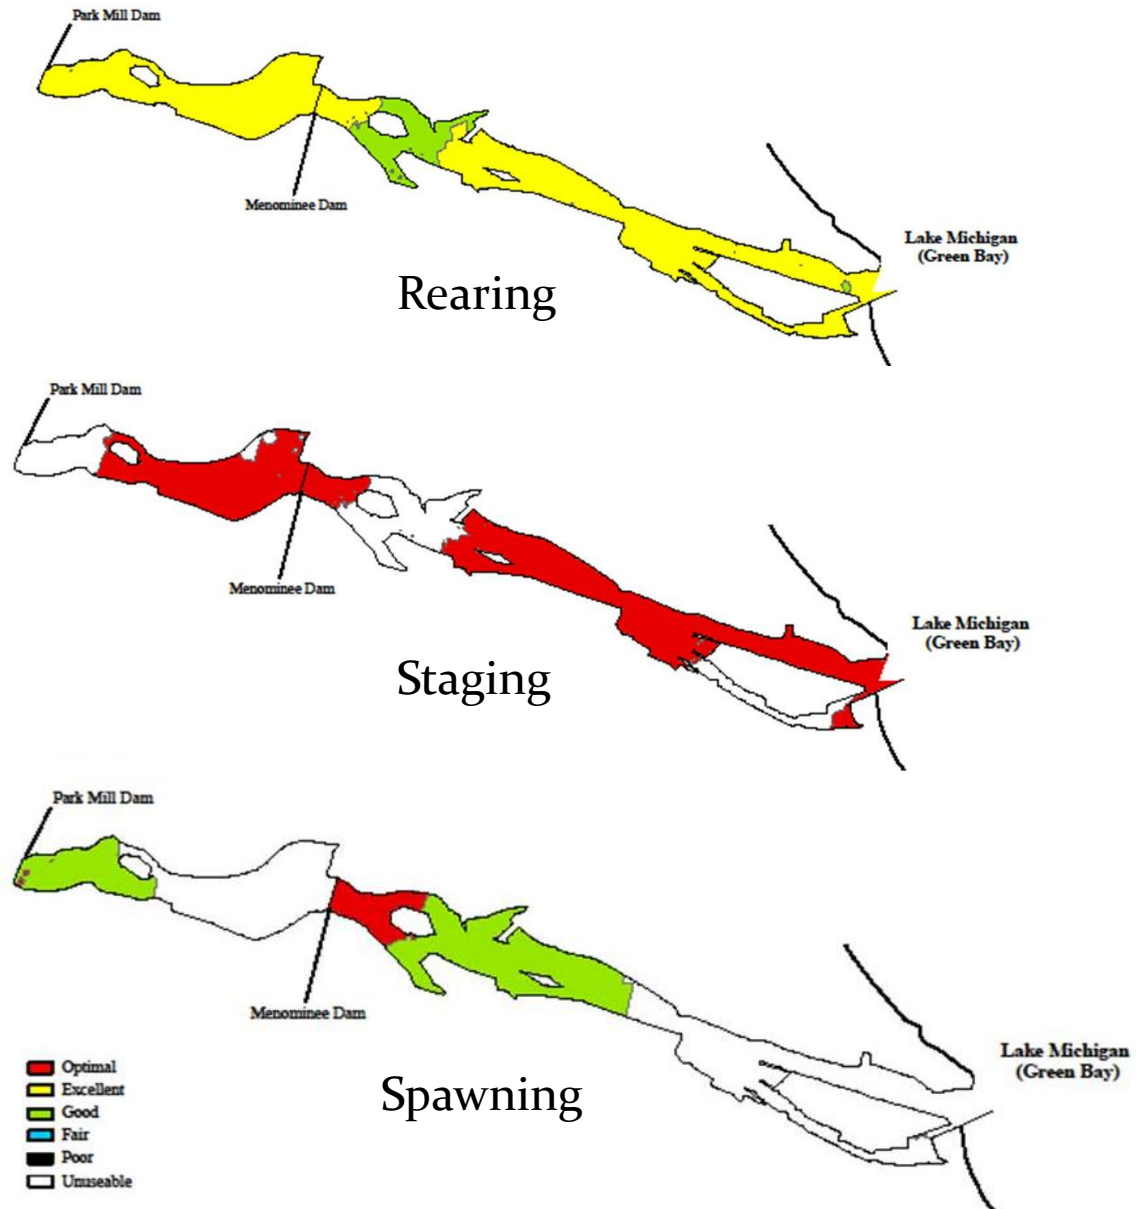 Park Mill Dam
Menominee Dam
Lake Michigan
(Green Bay)
Rearing
Park Mill Dam
Menominee Dam
Lake Michigan
(Green Bay)
Staging
Park Mill Dam
Menominee Dam
Lake Michigan
(Green Bay)
Spawning
Optimal
Excellent
Good
Fair
Poor
Unuseable